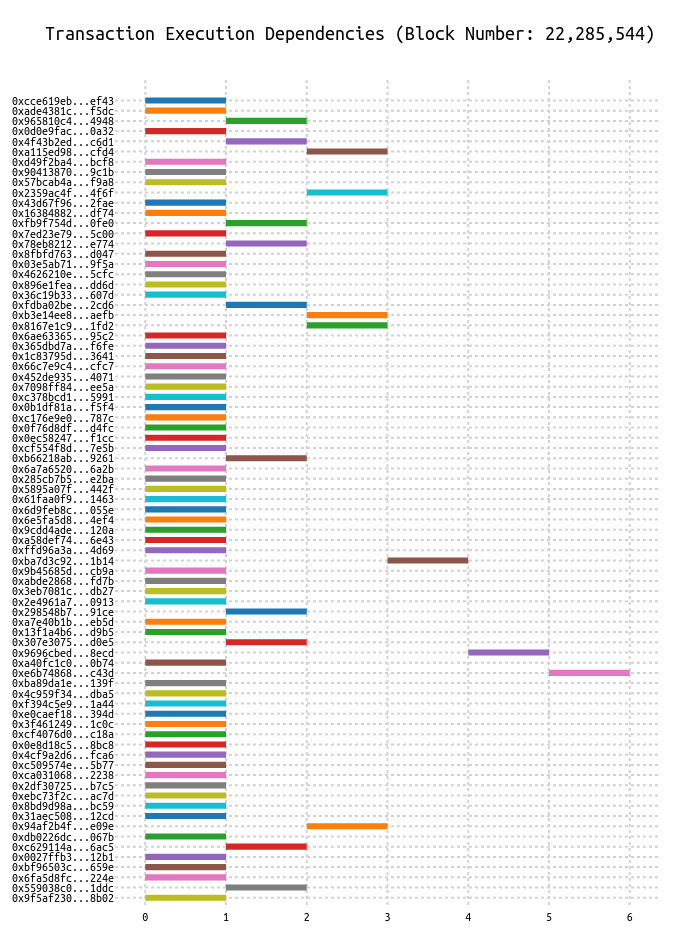 Transaction Execution Dependencies (Block Number: 22,285,544)
0xcce619eb...ef43
0xade4381c...f5dc
0x965810c4...4948
0x0d0e9fac...0a32
0x4f43b2ed...c6d1
0xa115ed98...cfd4
0xd49f2ba4...bcf8
0x90413870...9c1b
0x57bcab4a...f9a8
0x2359ac4f...4f6f
0x43d67f96...2fae
0x16384882...df74
0xfb9f754d...0fe0
0x7ed23e79...5c00
0x78eb8212...e774
0x8fbfd763...d047
0x03e5ab71...9f5a
0x4626210e...5cfc
0x896e1fea...dd6d
0x36c19b33...607d
0xfdba02be...2cd6
0xb3e14ee8...aefb
0x8167e1c9...1fd2
0x6ae63365...95c2
0x365dbd7a...f6fe
0x1c83795d...3641
0x66c7e9c4...cfc7
0x452de935...4071
0x7098ff84...ee5a
0xc378bcd1...5991
0x0b1df81a...f5f4
0xc176e9e0...787c
0x0f76d8df...d4fc
0x0ec58247...f1cc
0xcf554f8d...7e5b
0xb66218ab...9261
0x6a7a6520...6a2b
0x285cb7b5...e2ba
0x5895a07f...442f
0x61faa0f9...1463
0x6d9feb8c...055e
0x6e5fa5d8...4ef4
0x9cdd4ade...120a
0xa58def74...6e43
0xffd96a3a...4d69
0xba7d3c92...1b14
0x9b45685d...cb9a
0xabde2868...fd7b
0x3eb7081c...db27
0x2e4961a7...0913
0x298548b7...91ce
0xa7e40b1b...eb5d
0x13f1a4b6...d9b5
0x307e3075...d0e5
0x9696cbed...8ecd
0xa40fc1c0...0b74
0xe6b74868...c43d
0xba89da1e...139f
0x4c959f34...dba5
0xf394c5e9...1a44
0xe0caef18...394d
0x3f461249...1c0c
0xcf4076d0...c18a
0x0e8d18c5...8bc8
0x4cf9a2d6...fca6
0xc509574e...5b77
0xca031068...2238
0x2df30725...b7c5
0xebc73f2c...ac7d
0x8bd9d98a...bc59
0x31aec508...12cd
0x94af2b4f...e09e
0xdb0226dc...067b
0xc629114a...6ac5
0x0027ffb3...12b1
0xbf96503c...659e
0x6fa5d8fc...224e
0x559038c0...1ddc
0x9f5af230...8b02
0 1 2 3 4 5 6